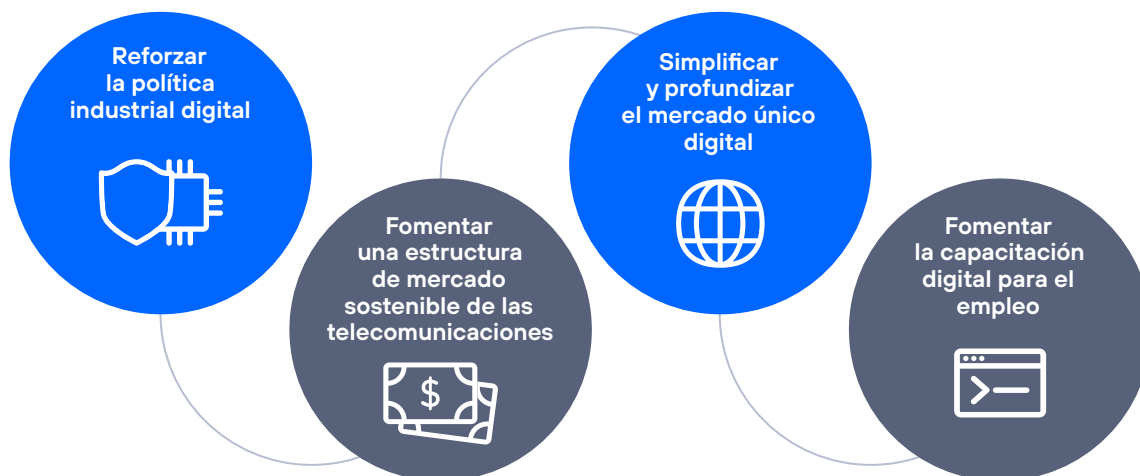 Reforzar
la política
industrial digital
Fomentar
una estructura
de mercado
sostenible de las
telecomunicaciones
$
Simplificar
y profundizar
el mercado único
digital
Fomentar
la capacitación
digital para el
empleo